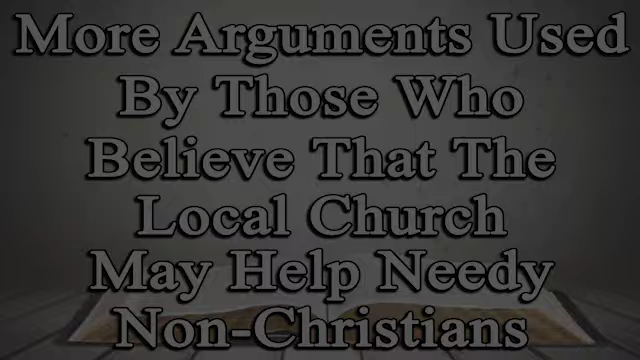 More Arguments Used
By Those Who
Believe That The
Local Church
May Help Needy
Non-Christians